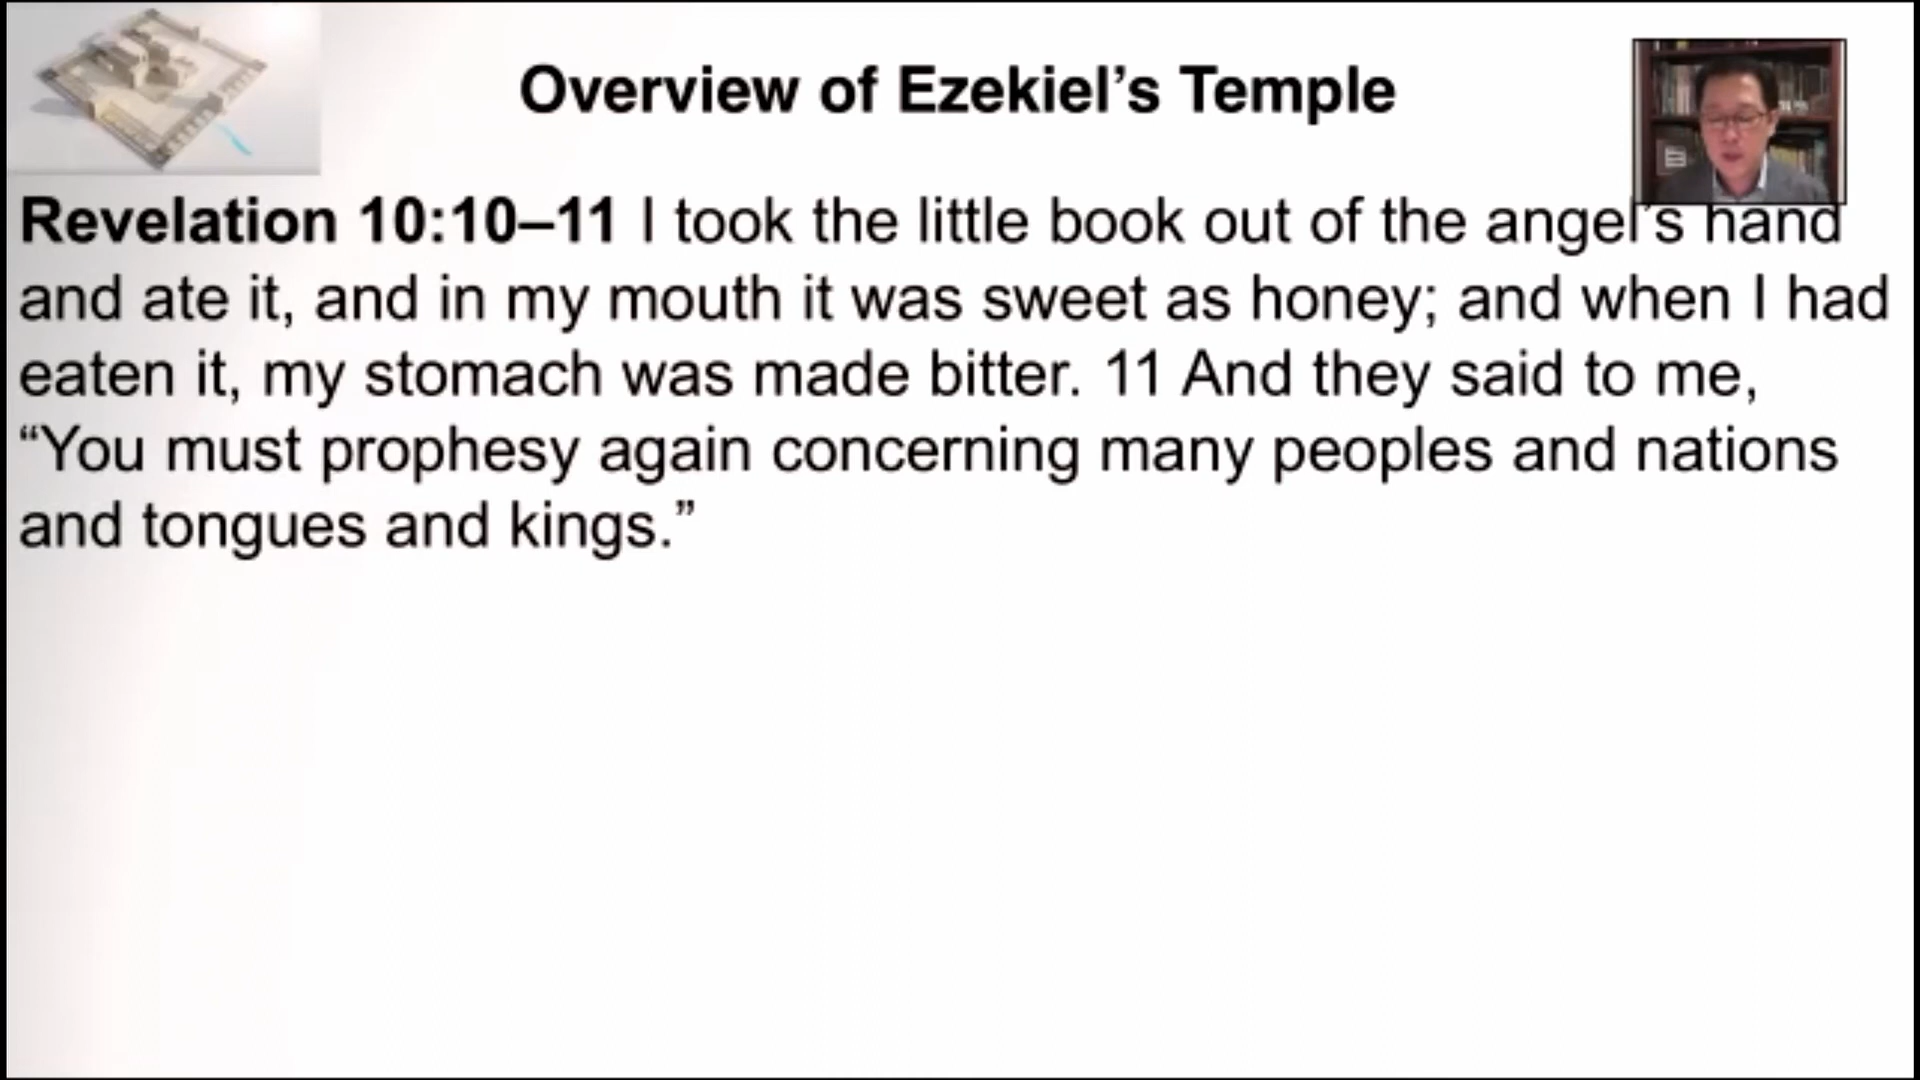 Overview of Ezekiel’s Temple
Revelation 10:10–11 I took the little book out of the angel’s hand
and ate it, and in my mouth it was sweet as honey; and when I had
eaten it, my stomach was made bitter. 11 And they said to me,
“You must prophesy again concerning many peoples and nations
and tongues and kings.”